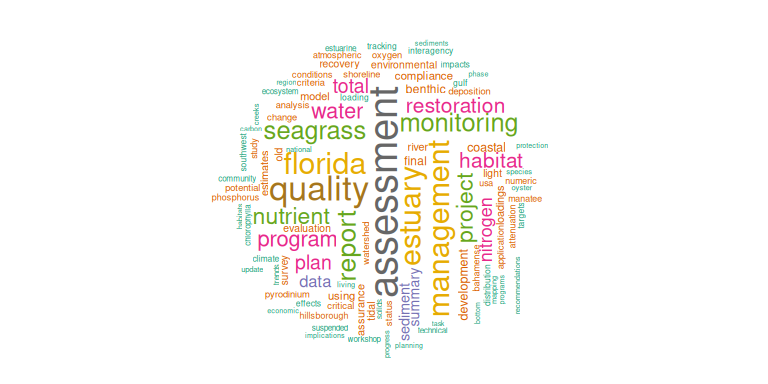 sediments
estuarine
tracking
interagency
atmospheric
oxygen
recovery
environmental
impacts
conditions
shoreline
compliance
phase
region
criteria
total
gulf
ecosystem
model
loading
benthic
deposition
creeks
analysis
water
restoration
change
seagrass
assessment
monitoring
carbon
southwest
study
old
national
florida
river
coastal
protection
final
habitat
community
estimates
quality
estuary
management
light
species
potential
usa
numeric
oyster
phosphorus
project
nitrogen
manatee
habitats
chlorophylla
nutrient
report
watershed
application
loadings
attenuation
targets
evaluation
program
climate
survey
plan
development
bahamense
update
trends
data
living
sediment
summary
distribution
mapping
programs
recommendations
pyrodinium
using
assurance
tidal
solids
status
bottom
effects
critical
economic
hillsborough
suspended
task
technical
implications
workshop
progress
planning